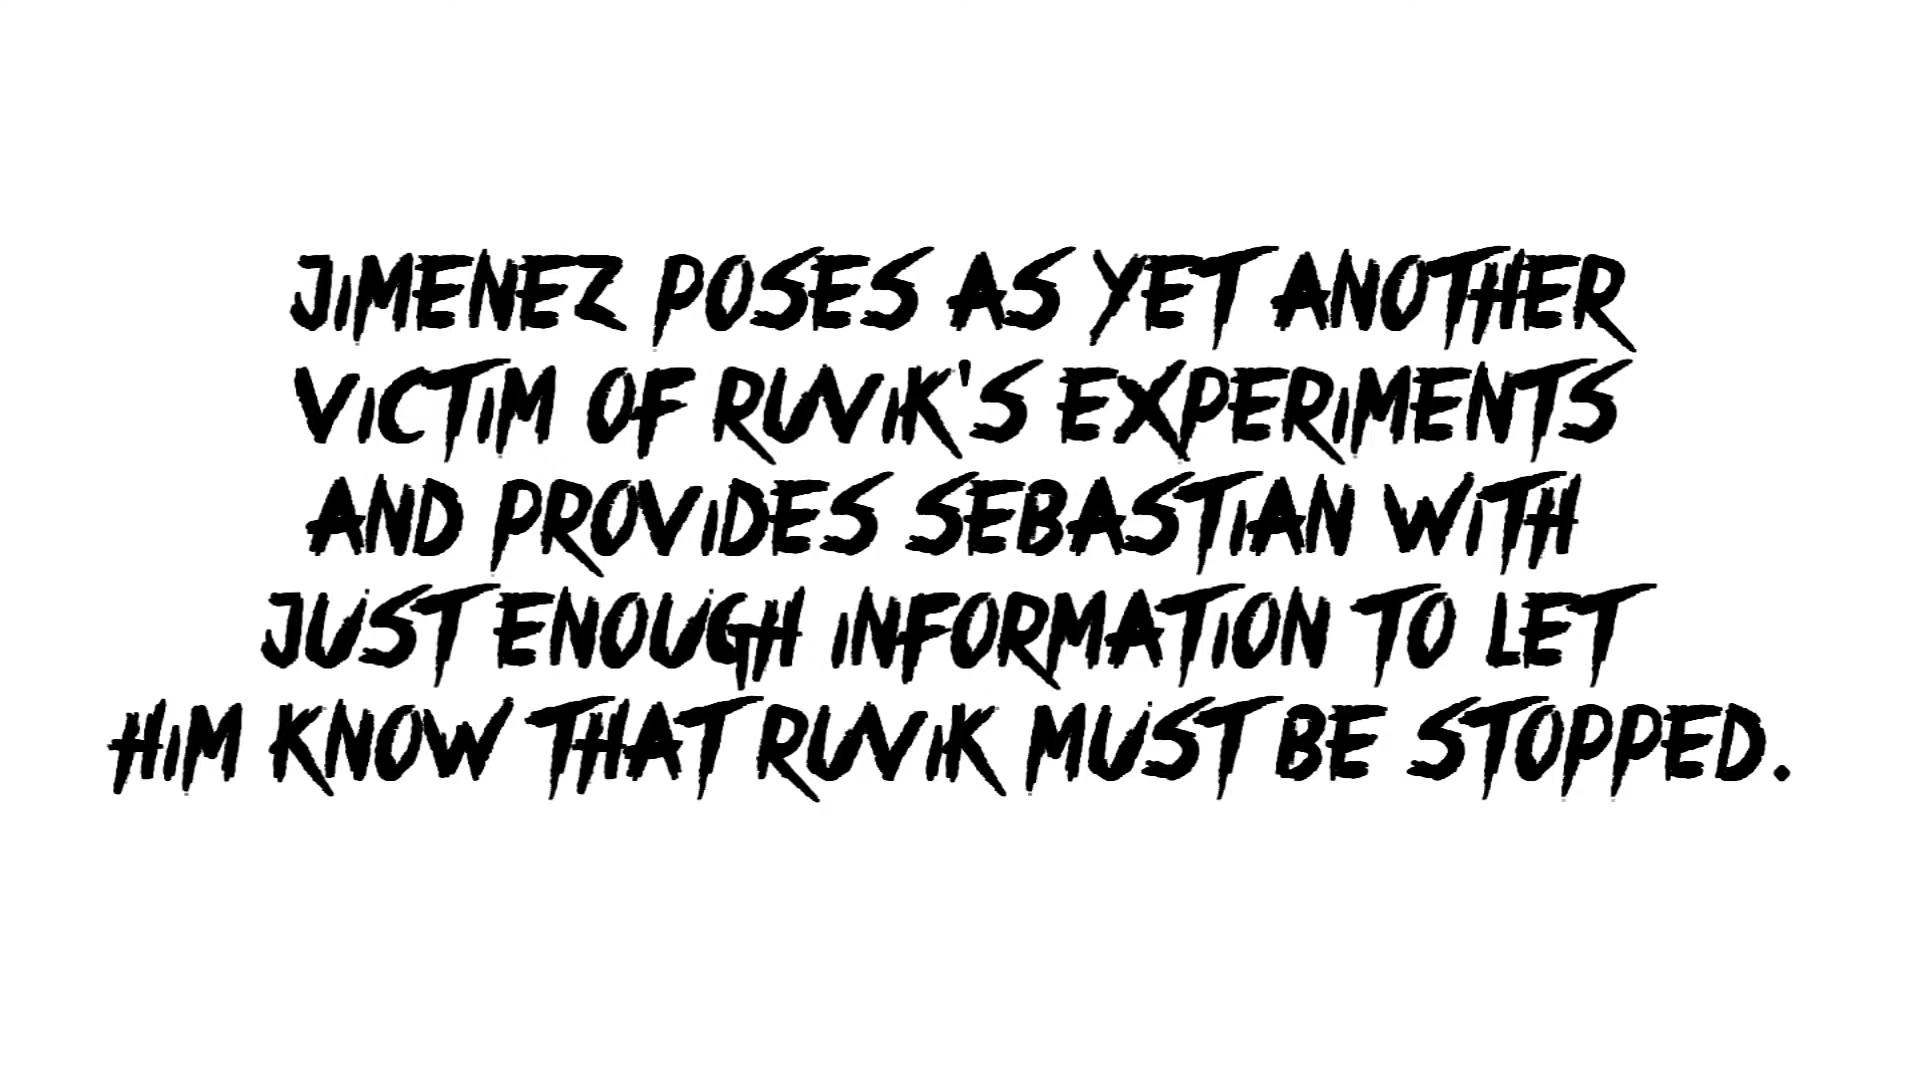 JIMENEZ POSES AS YET ANOTHER
VICTIM OF RUVIK'S EXPERIMENTS
AND PROVIDES SEBASTIAN WITH
JUST ENOUGH INFORMATION TO LET
HIM KNOW THAT RUVIK MUST BE STOPPED.